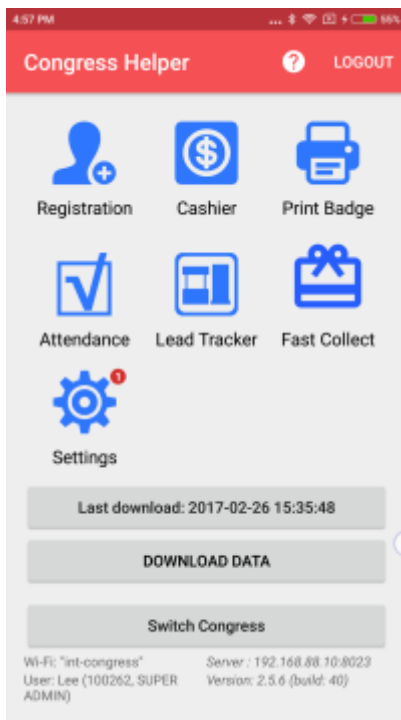 4:57 PM ... 66%
Congress Helper ? LOGOUT
Registration Cashier Print Badge
Attendance Lead Tracker Fast Collect
1
Settings
Last download: 2017-02-26 15:35:48
DOWNLOAD DATA
Switch Congress
Wi-Fi: "int-congress" Server : 192.168.88.10:8023
User: Lee (100262, SUPER Version: 2.5.6 (build: 40)
ADMIN)